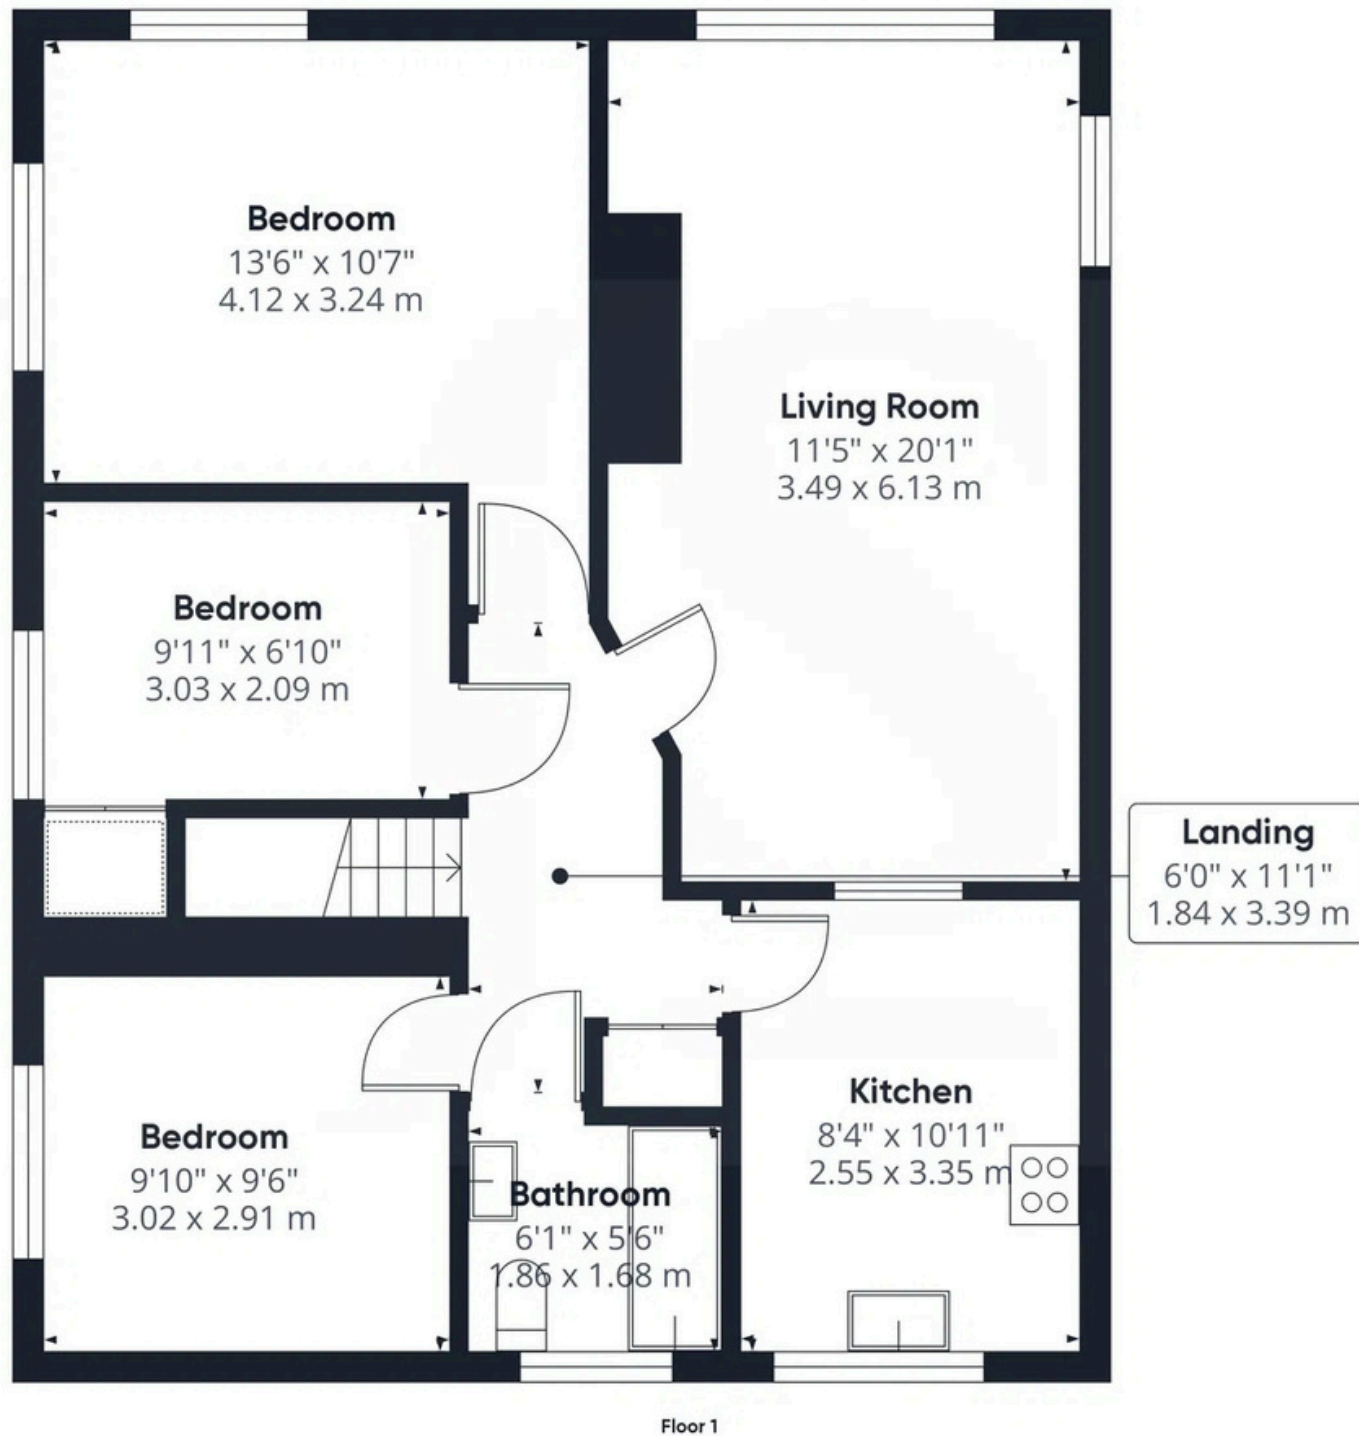 Bedroom
13'6" x 10'7"
4.12 x 3.24 m
Living Room
11'5" x 20'1"
3.49 x 6.13 m
Bedroom
9'11" x 6'10"
3.03 x 2.09 m
Landing
6'0" x 11'1"
1.84 x 3.39 m
Kitchen
8'4" x 10'11"
2.55 x 3.35 m
Bedroom
9'10" x 9'6"
3.02 x 2.91 m
Bathroom
6'1" x 5'6"
1.86 x 1.68 m
Floor 1